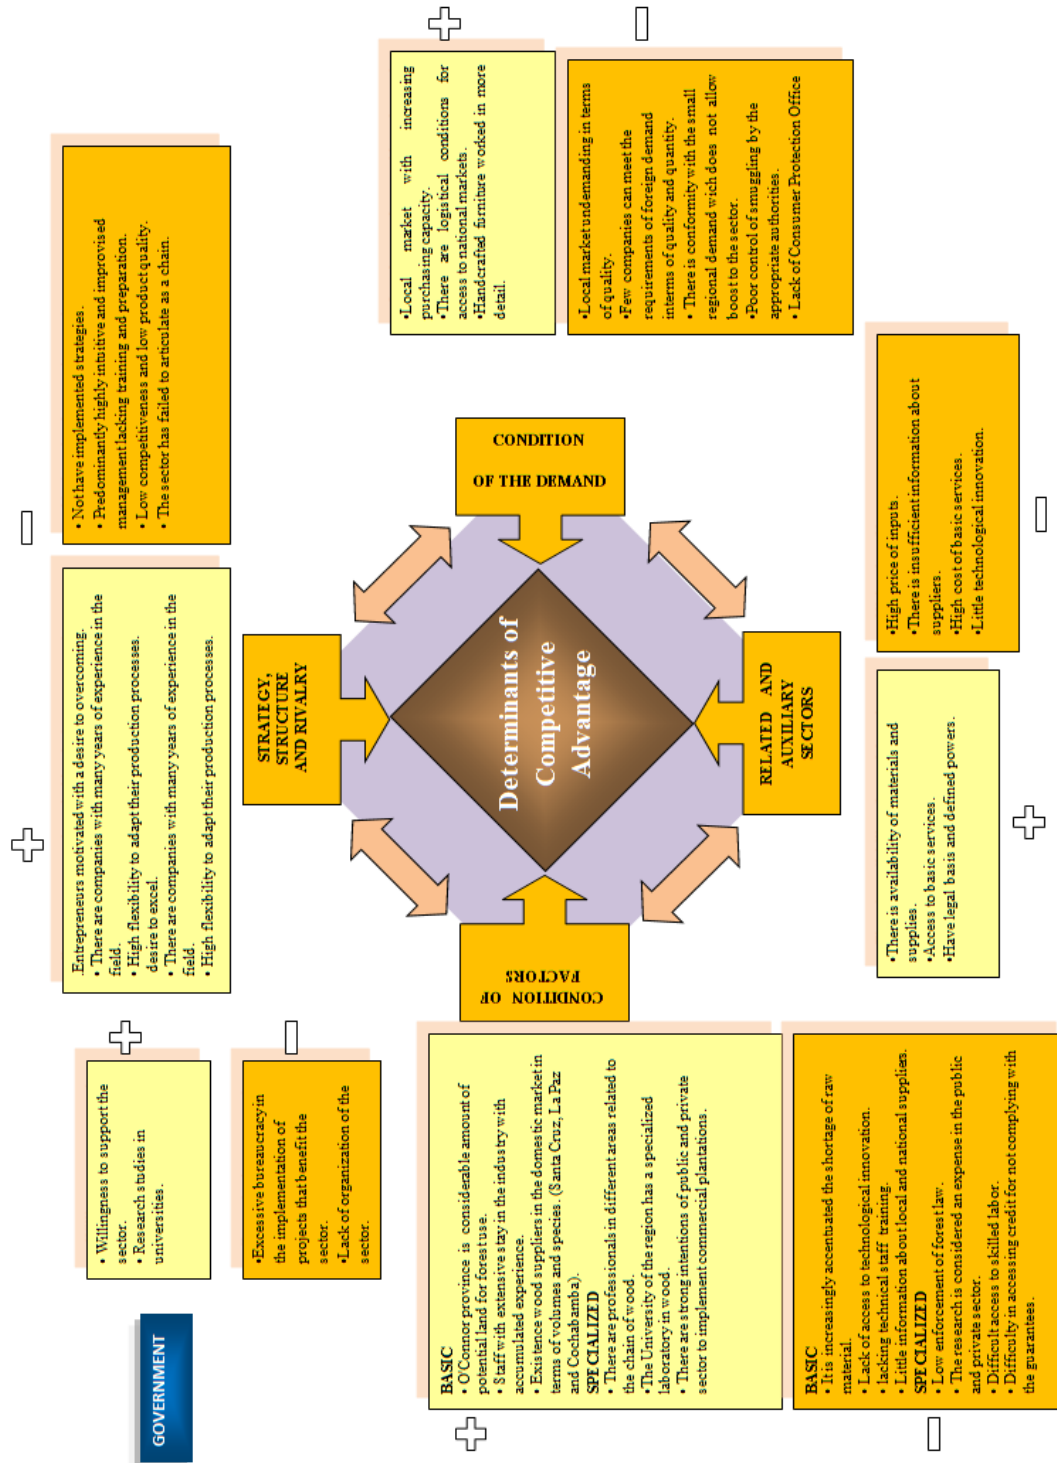 GOVERNMENT
• Willingness to support the
sector.
• Research studies in
universities.
•Excessive bureaucracy in
the implementation of
projects that benefit the
sector.
•Lack of organization of the
sector.
.Entrepreneurs motivated with a desire to overcoming.
• There are companies with many years of experience in the
field.
• High flexibility to adapt their production processes.
desire to excel.
• There are companies with many years of experience in the
field.
• High flexibility to adapt their production processes.
• Not have implemented strategies.
• Predominantly highly intuitive and improvised
management lacking training and preparation.
• Low competitiveness and low product quality.
• The sector has failed to articulate as a chain.
STRATEGY,
STRUCTURE
AND RIVALRY
BASIC
• O'Connor province is considerable amount of
potential land for forest use.
• Staff with extensive stay in the industry with
accumulated experience.
• Existence wood suppliers in the domestic market in
terms of volumes and species. (Santa Cruz, La Paz
and Cochabamba).
SPECIALIZED
• There are professionals in different areas related to
the chain of wood.
•The University of the region has a specialized
laboratory in wood.
• There are strong intentions of public and private
sector to implement commercial plantations.
CONDITION OF
FACTORS
Determinants of
Competitive
Advantage
CONDITION
OF THE DEMAND
•Local market with increasing
purchasing capacity.
•There are logistical conditions for
access to national markets.
•Handcrafted furniture worked in more
detail.
•Local market undemanding in terms
of quality.
•Few companies can meet the
requirements of foreign demand
interms of quality and quantity.
• There is conformity with the small
regional demand wich does not allow
boost to the sector.
•Poor control of smuggling by the
appropriate authorities.
• Lack of Consumer Protection Office
RELATED AND
AUXILIARY
SECTORS
BASIC
• It is increasingly accentuated the shortage of raw
material.
• Lack of access to technological innovation.
• lacking technical staff training.
• Little information about local and national suppliers.
SPECIALIZED
• Low enforcement of forest law.
• The research is considered an expense in the public
and private sector.
• Difficult access to skilled labor.
• Difficulty in accessing credit for not complying with
the guarantees.
•There is availability of materials and
supplies.
•Access to basic services.
•Have legal basis and defined powers.
•High price of inputs.
•There is insufficient information about
suppliers.
•High cost of basic services.
•Little technological innovation.